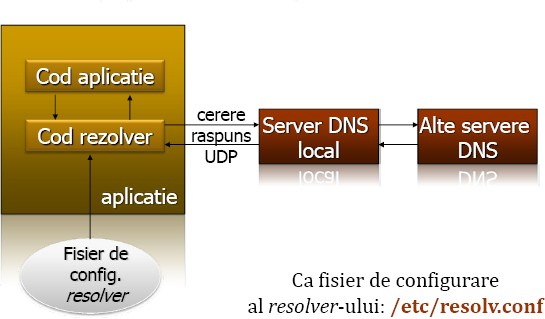 Cod aplicatie
Cod rezolver
aplicatie
cerere
raspuns
UDP
Server DNS
local
Alte servere
DNS
Fisier de
config.
resolver
Ca fisier de configurare
al resolver-ului: /etc/resolv.conf